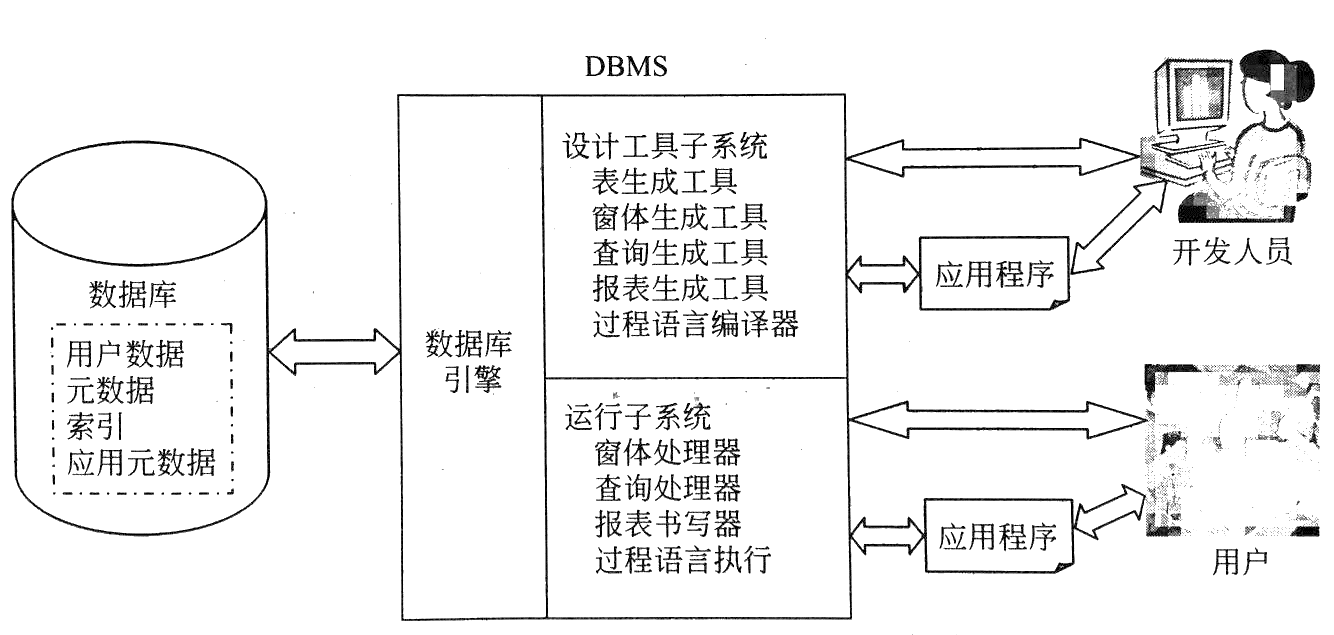 DBMS
数据库
用户数据
元数据
索引
应用元数据
数据库
引擎
设计工具子系统
表生成工具
窗体生成工具
查询生成工具
报表生成工具
过程语言编译器
运行子系统
窗体处理器
查询处理器
报表书写器
过程语言执行
应用程序
开发人员
应用程序
用户